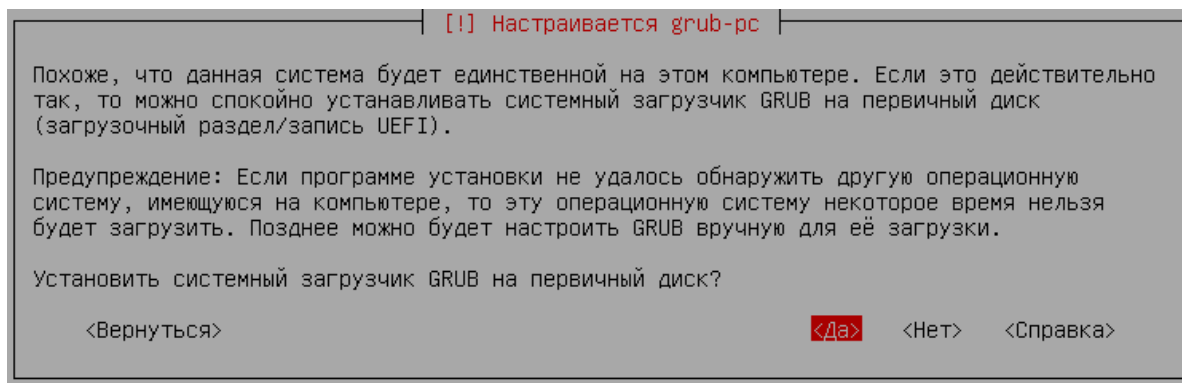 [!] Настраивается grub-pc
Похоже, что данная система будет единственной на этом компьютере. Если это действительно
так, то можно спокойно устанавливать системный загрузчик GRUB на первичный диск
(загрузочный раздел/запись UEFI).
Предупреждение: Если программе установки не удалось обнаружить другую операционную
систему, имеющуюся на компьютере, то эту операционную систему некоторое время нельзя
будет загрузить. Позднее можно будет настроить GRUB вручную для её загрузки.
Установить системный загрузчик GRUB на первичный диск?
<Вернуться> <Да> <Нет> <Справка>